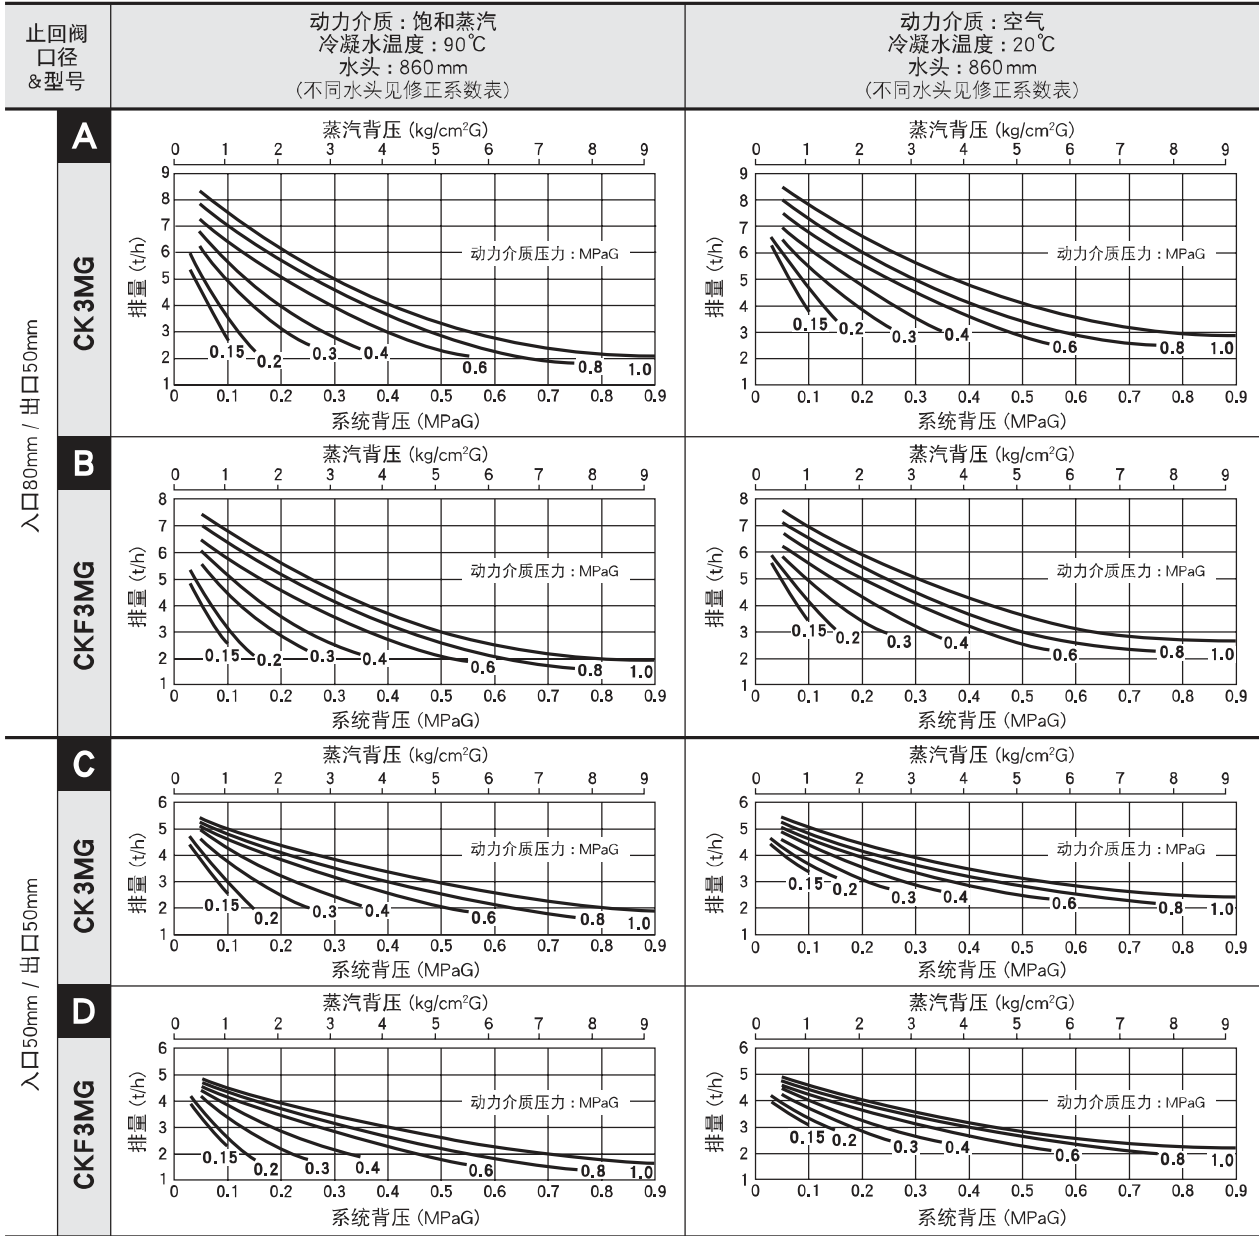 止回阀
口径
&型号
动力介质：饱和蒸汽
冷凝水温度：90℃
水头：860mm
(不同水头见修正系数表)
动力介质：空气
冷凝水温度：20℃
水头：860mm
(不同水头见修正系数表)
入口80mm / 出口50mm
A
CK3MG
蒸汽背压 (kg/cm²G)
0 1 2 3 4 5 6 7 8 9
9
8
7
6
5
4
3
2
1
排量 (t/h)
动力介质压力：MPaG
0.15 0.2 0.3 0.4 0.6 0.8 1.0
0 0.1 0.2 0.3 0.4 0.5 0.6 0.7 0.8 0.9
系统背压 (MPaG)
蒸汽背压 (kg/cm²G)
0 1 2 3 4 5 6 7 8 9
9
8
7
6
5
4
3
2
1
排量 (t/h)
动力介质压力：MPaG
0.15 0.2 0.3 0.4 0.6 0.8 1.0
0 0.1 0.2 0.3 0.4 0.5 0.6 0.7 0.8 0.9
系统背压 (MPaG)
B
CKF3MG
蒸汽背压 (kg/cm²G)
0 1 2 3 4 5 6 7 8 9
8
7
6
5
4
3
2
1
排量 (t/h)
动力介质压力：MPaG
0.15 0.2 0.3 0.4 0.6 0.8 1.0
0 0.1 0.2 0.3 0.4 0.5 0.6 0.7 0.8 0.9
系统背压 (MPaG)
蒸汽背压 (kg/cm²G)
0 1 2 3 4 5 6 7 8 9
8
7
6
5
4
3
2
1
排量 (t/h)
动力介质压力：MPaG
0.15 0.2 0.3 0.4 0.6 0.8 1.0
0 0.1 0.2 0.3 0.4 0.5 0.6 0.7 0.8 0.9
系统背压 (MPaG)
入口50mm / 出口50mm
C
CK3MG
蒸汽背压 (kg/cm²G)
0 1 2 3 4 5 6 7 8 9
6
5
4
3
2
1
排量 (t/h)
动力介质压力：MPaG
0.15 0.2 0.3 0.4 0.6 0.8 1.0
0 0.1 0.2 0.3 0.4 0.5 0.6 0.7 0.8 0.9
系统背压 (MPaG)
蒸汽背压 (kg/cm²G)
0 1 2 3 4 5 6 7 8 9
6
5
4
3
2
1
排量 (t/h)
动力介质压力：MPaG
0.15 0.2 0.3 0.4 0.6 0.8 1.0
0 0.1 0.2 0.3 0.4 0.5 0.6 0.7 0.8 0.9
系统背压 (MPaG)
D
CKF3MG
蒸汽背压 (kg/cm²G)
0 1 2 3 4 5 6 7 8 9
6
5
4
3
2
1
排量 (t/h)
动力介质压力：MPaG
0.15 0.2 0.3 0.4 0.6 0.8 1.0
0 0.1 0.2 0.3 0.4 0.5 0.6 0.7 0.8 0.9
系统背压 (MPaG)
蒸汽背压 (kg/cm²G)
0 1 2 3 4 5 6 7 8 9
6
5
4
3
2
1
排量 (t/h)
动力介质压力：MPaG
0.15 0.2 0.3 0.4 0.6 0.8 1.0
0 0.1 0.2 0.3 0.4 0.5 0.6 0.7 0.8 0.9
系统背压 (MPaG)